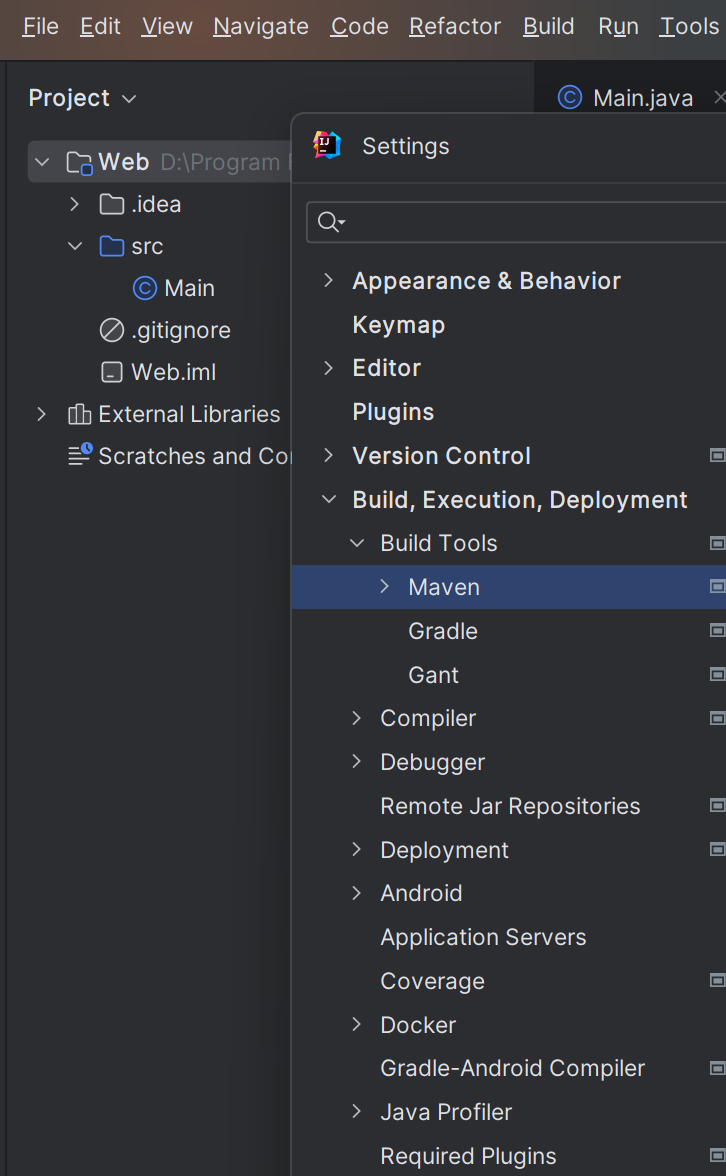 File Edit View Navigate Code Refactor Build Run Tools
Project
Main.java
Web D:\Program
.idea
src
Main
.gitignore
Web.iml
External Libraries
Scratches and
Settings
Appearance & Behavior
Keymap
Editor
Plugins
Version Control
Build, Execution, Deployment
Build Tools
Maven
Gradle
Gant
Compiler
Debugger
Remote Jar Repositories
Deployment
Android
Application Servers
Coverage
Docker
Gradle-Android Compiler
Java Profiler
Required Plugins